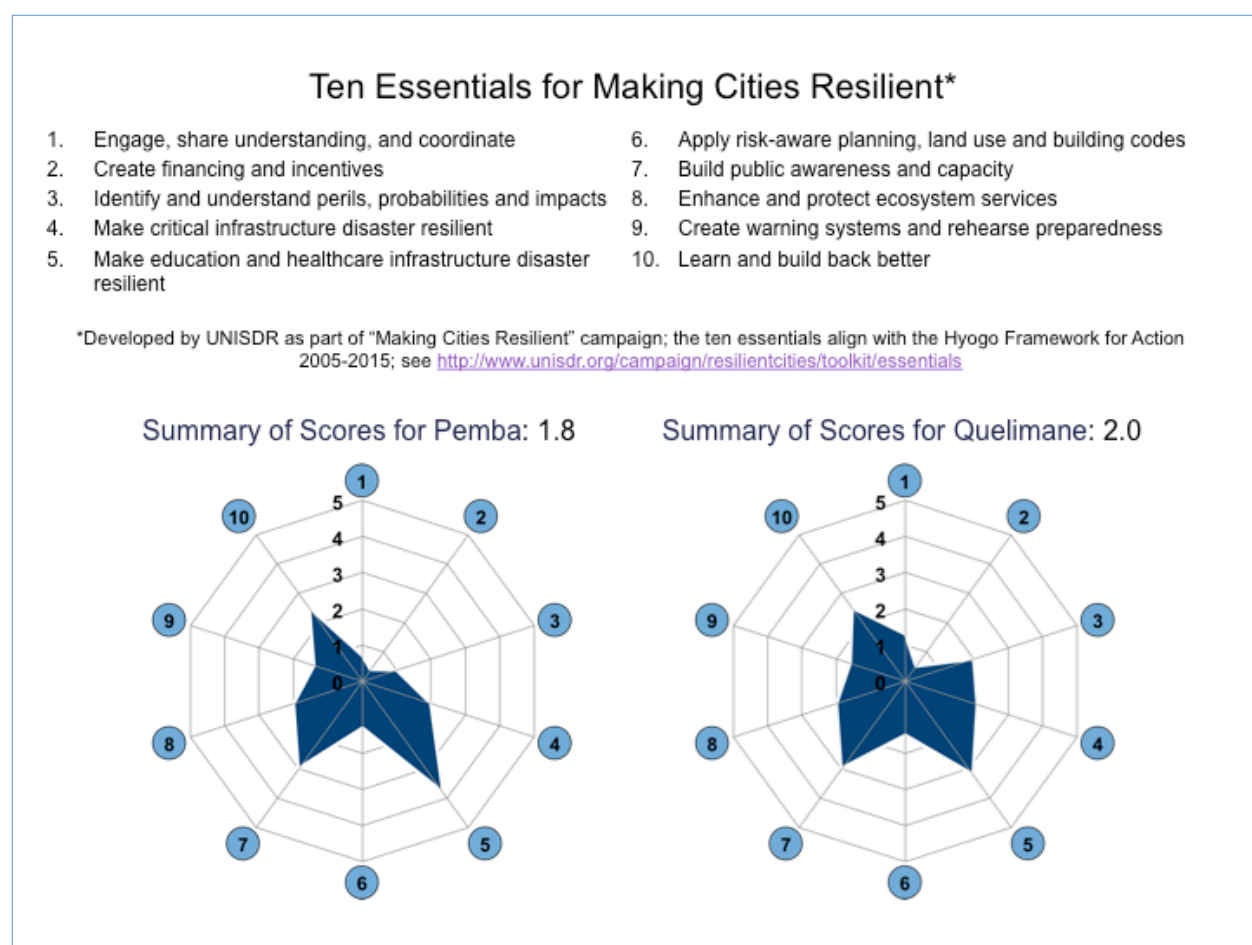 Ten Essentials for Making Cities Resilient*
1. Engage, share understanding, and coordinate
2. Create financing and incentives
3. Identify and understand perils, probabilities and impacts
4. Make critical infrastructure disaster resilient
5. Make education and healthcare infrastructure disaster
resilient
6. Apply risk-aware planning, land use and building codes
7. Build public awareness and capacity
8. Enhance and protect ecosystem services
9. Create warning systems and rehearse preparedness
10. Learn and build back better
*Developed by UNISDR as part of “Making Cities Resilient” campaign; the ten essentials align with the Hyogo Framework for Action
2005-2015; see http://www.unisdr.org/campaign/resilientcities/toolkit/essentials
Summary of Scores for Pemba: 1.8
1
2
3
4
5
6
7
8
9
10
5
4
3
2
1
0
Summary of Scores for Quelimane: 2.0
1
2
3
4
5
6
7
8
9
10
5
4
3
2
1
0